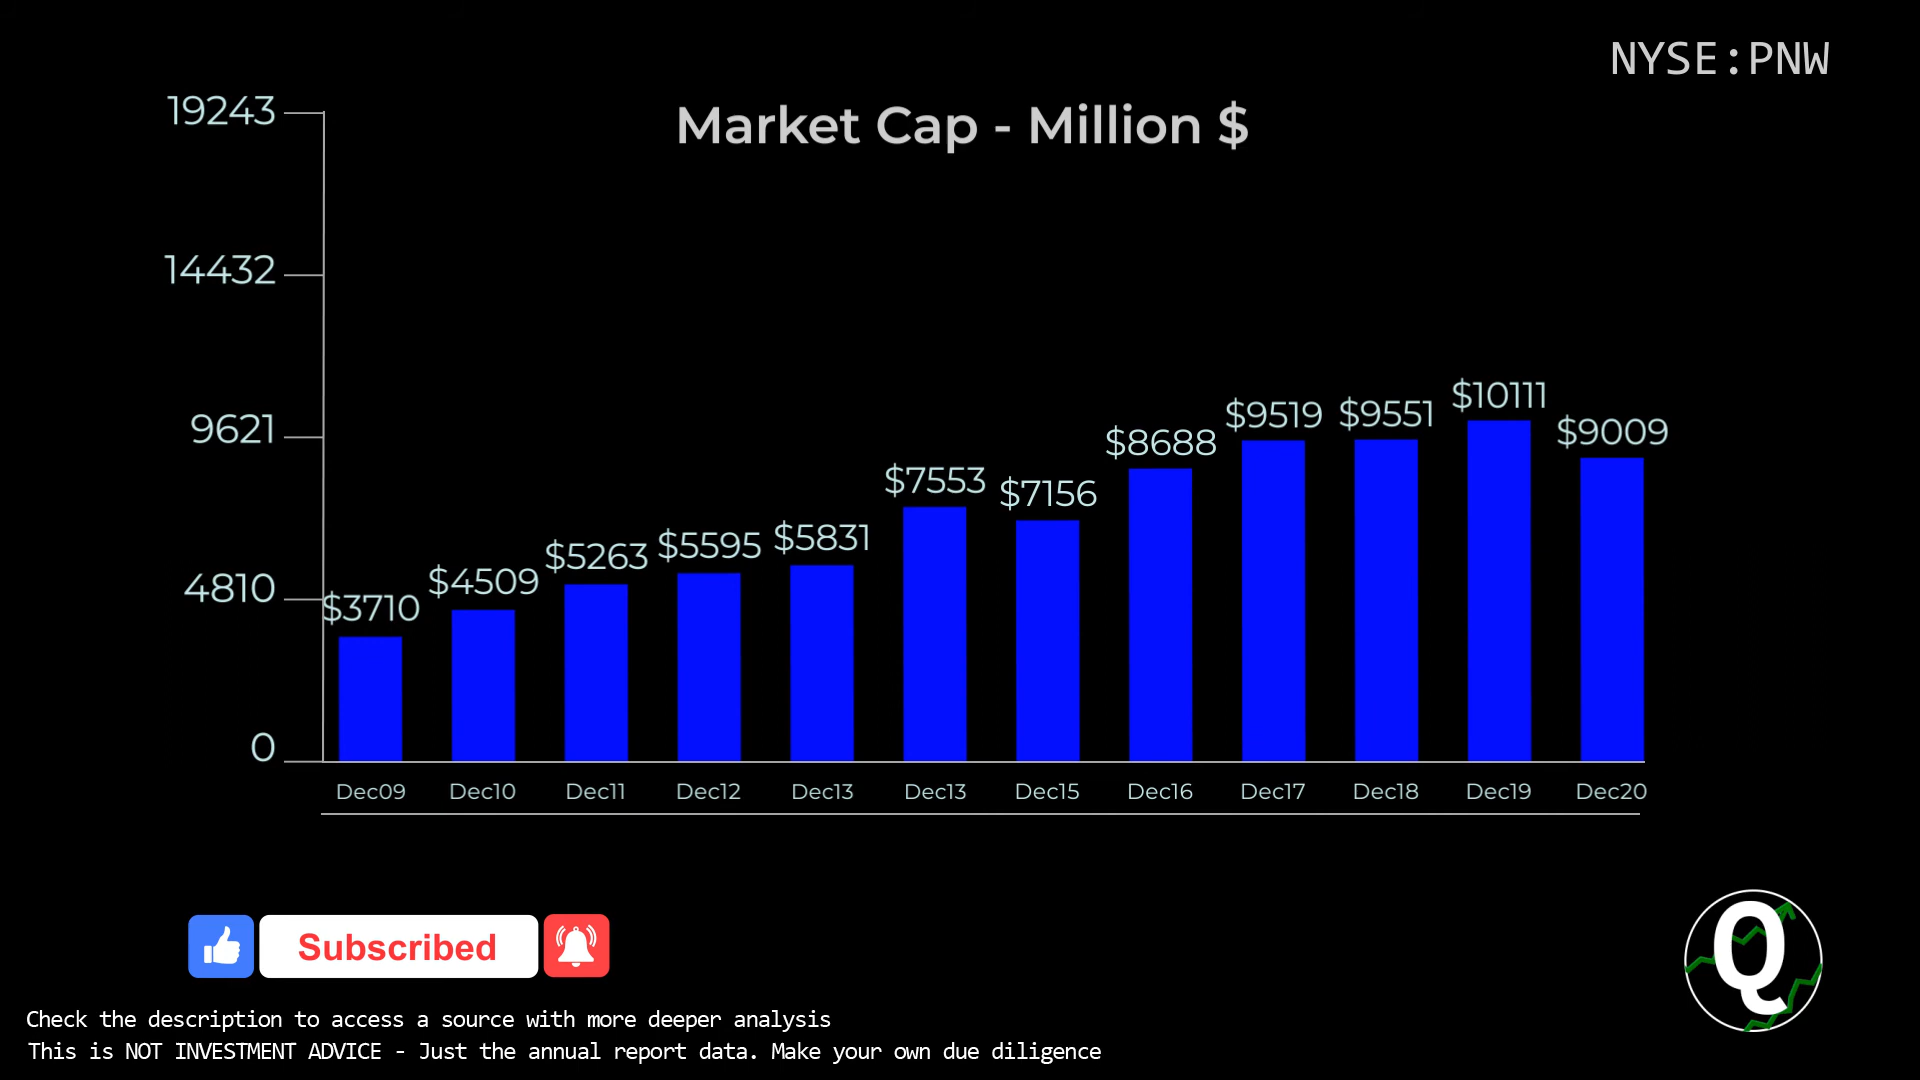 NYSE:PNW
Market Cap - Million $
19243
14432
9621
4810
0
$3710
$4509
$5263
$5595
$5831
$7553
$7156
$8688
$9519
$9551
$10111
$9009
Dec09 Dec10 Dec11 Dec12 Dec13 Dec13 Dec15 Dec16 Dec17 Dec18 Dec19 Dec20
Subscribed
Q
Check the description to access a source with more deeper analysis
This is NOT INVESTMENT ADVICE - Just the annual report data. Make your own due diligence